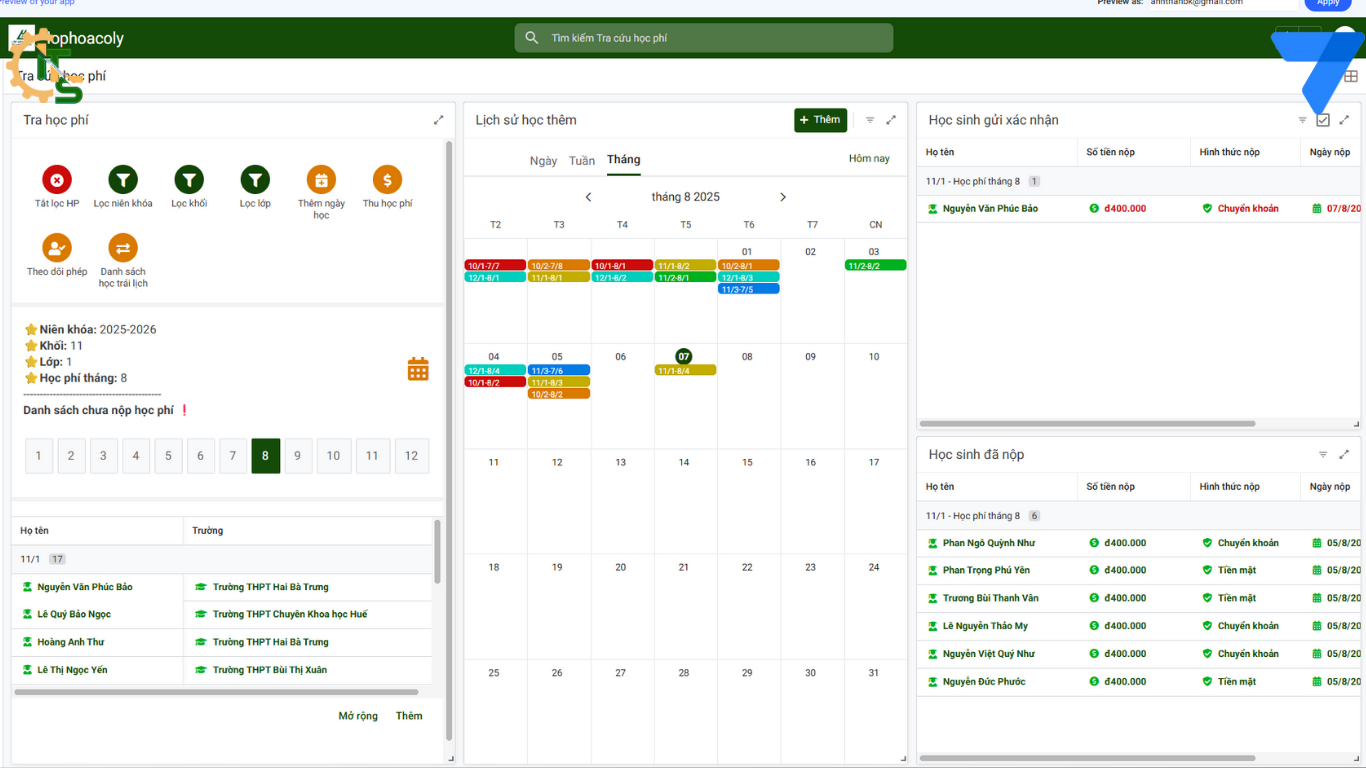 Preview of your app
Preview as: annthanbk@gmail.com
Apply
Tìm kiếm Tra cứu học phí
TS
Tra cứu học phí
Tra học phí
Tắt lọc HP
Lọc niên khóa
Lọc khối
Lọc lớp
Thêm ngày học
Thu học phí
Theo dõi phép
Danh sách học trái lịch
Niên khóa: 2025-2026
Khối: 11
Lớp: 1
Học phí tháng: 8
Danh sách chưa nộp học phí ❗
1 2 3 4 5 6 7 8 9 10 11 12
Họ tên Trường
11/1 17
Nguyễn Văn Phúc Bảo Trường THPT Hai Bà Trưng
Lê Quý Bảo Ngọc Trường THPT Chuyên Khoa học Huế
Hoàng Anh Thư Trường THPT Hai Bà Trưng
Lê Thị Ngọc Yến Trường THPT Bùi Thị Xuân
Mở rộng Thêm
Lịch sử học thêm
+ Thêm
Ngày Tuần Tháng
Hôm nay
tháng 8 2025
T2 T3 T4 T5 T6 T7 CN
01 02 03
10/1-7/7 10/2-7/8 10/1-8/1 11/1-8/2 10/2-8/1 11/2-8/2
12/1-8/1 11/1-8/1 12/1-8/2 11/2-8/1 12/1-8/3
11/3-7/5
04 05 06 07 08 09 10
12/1-8/4 11/3-7/6 11/1-8/4
10/1-8/2 11/1-8/3
10/2-8/2
11 12 13 14 15 16 17
18 19 20 21 22 23 24
25 26 27 28 29 30 31
Học sinh gửi xác nhận
Họ tên Số tiền nộp Hình thức nộp Ngày nộp
11/1 - Học phí tháng 8 1
Nguyễn Văn Phúc Bảo đ400.000 Chuyển khoản 07/8/20
Học sinh đã nộp
Họ tên Số tiền nộp Hình thức nộp Ngày nộp
11/1 - Học phí tháng 8 6
Phan Ngô Quỳnh Như đ400.000 Chuyển khoản 05/8/20
Phan Trọng Phú Yên đ400.000 Tiền mặt 05/8/20
Trương Bùi Thanh Vân đ400.000 Tiền mặt 05/8/20
Lê Nguyễn Thảo My đ400.000 Chuyển khoản 05/8/20
Nguyễn Việt Quý Như đ400.000 Chuyển khoản 05/8/20
Nguyễn Đức Phước đ400.000 Tiền mặt 05/8/20